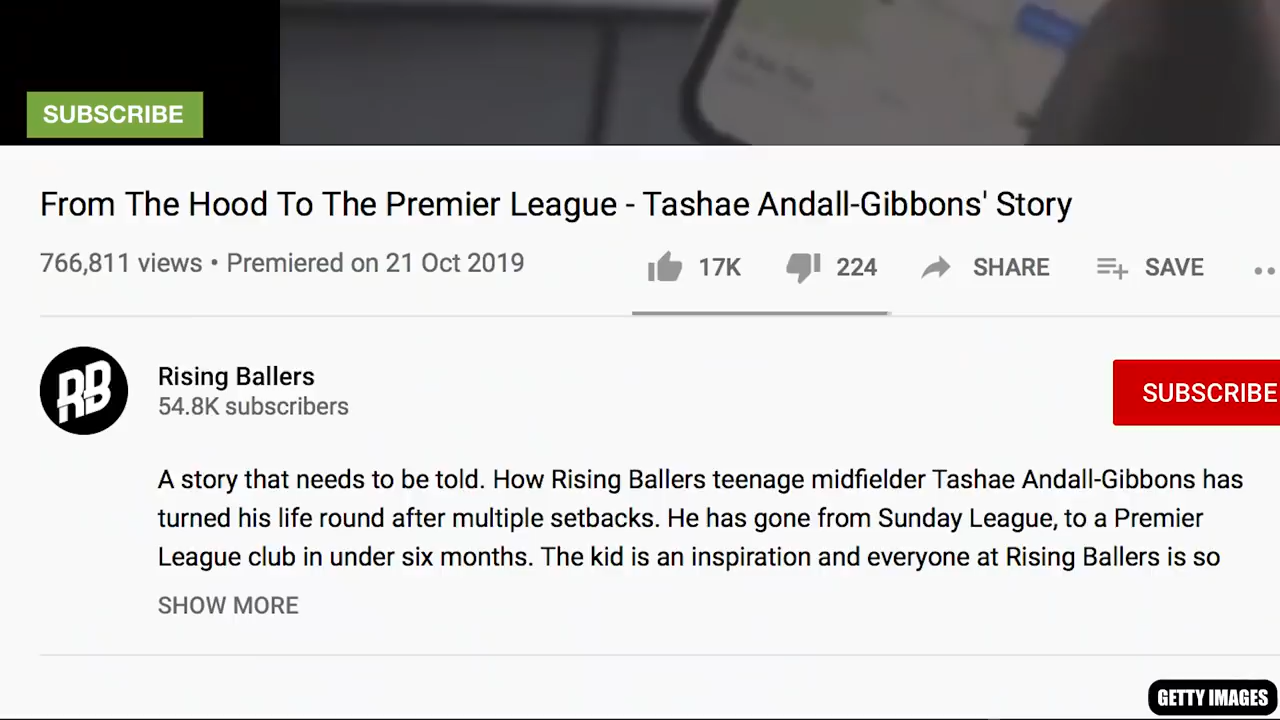 SUBSCRIBE
From The Hood To The Premier League - Tashae Andall-Gibbons' Story
766,811 views • Premiered on 21 Oct 2019
17K 224 SHARE SAVE
RB
Rising Ballers
54.8K subscribers
SUBSCRIBE
A story that needs to be told. How Rising Ballers teenage midfielder Tashae Andall-Gibbons has
turned his life round after multiple setbacks. He has gone from Sunday League, to a Premier
League club in under six months. The kid is an inspiration and everyone at Rising Ballers is so
SHOW MORE
GETTY IMAGES